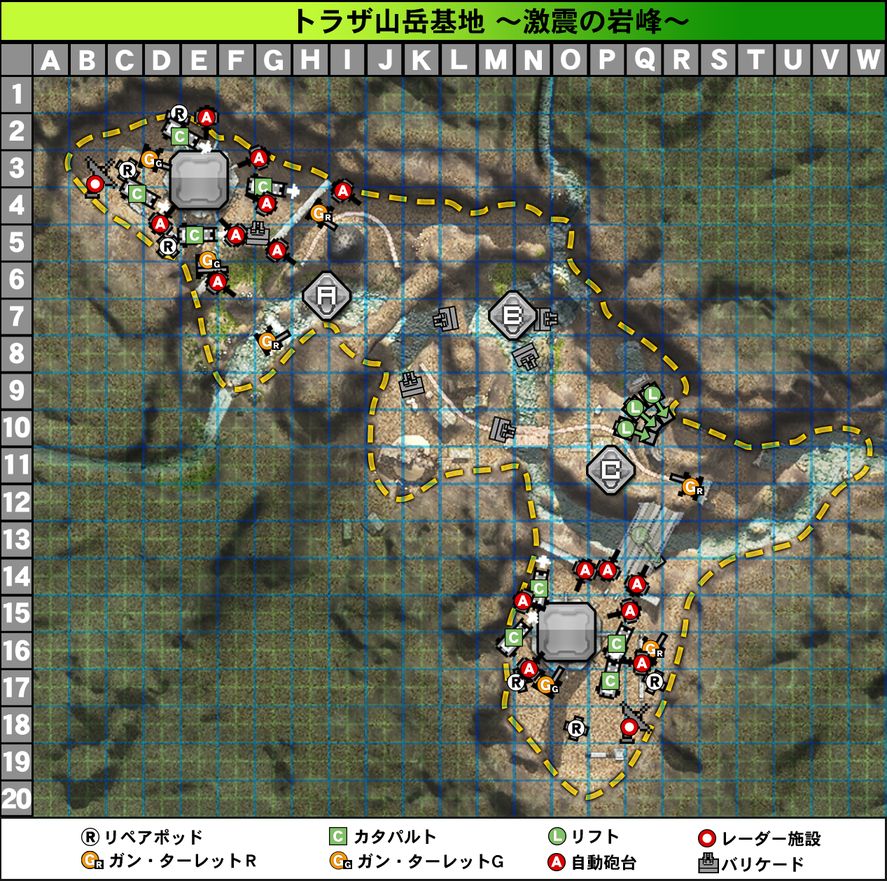 トラザ山岳基地 ～激震の岩峰～
A B C D E F G H I J K L M N O P Q R S T U V W
1
2
R A
C
3
G G
A
R
4
C
C
A
A
G R
5
A
R
C
A
A
6
G G
A
A
7
B
8
G R
9
L
L
10
L
11
C
G R
12
13
14
A A
A
C
15
A
A
16
C
C
G R
17
A
A
R
G G
C
R
18
R
19
20
R リペアポッド
C カタパルト
L リフト
レーダー施設
G R ガン・ターレットR
G G ガン・ターレットG
A 自動砲台
バリケード